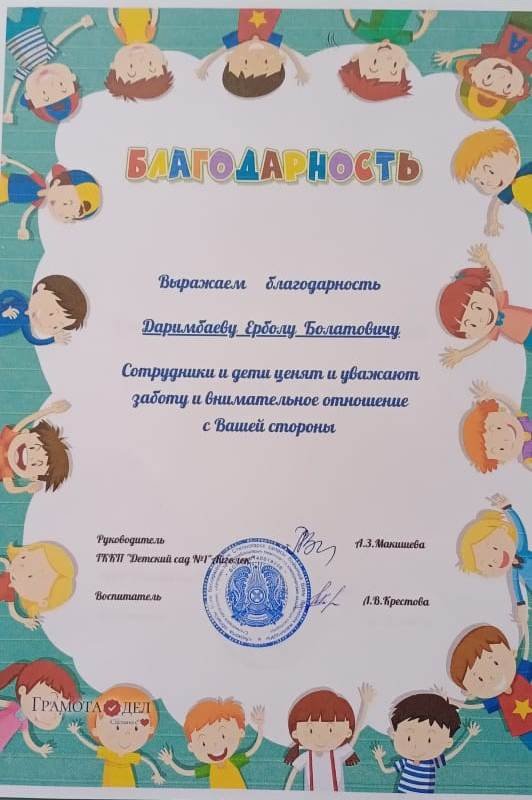 БЛАГОДАРНОСТЬ
Выражаем благодарность
Даримбаеву Ерболу Болатовичу
Сотрудники и дети ценят и уважают
заботу и внимательное отношение
с Вашей стороны
Руководитель
ГККП "Детский сад №1" Айголек" А.З.Макишева
Воспитатель А.В.Крестова
ГРАМОТА ДЕЛ